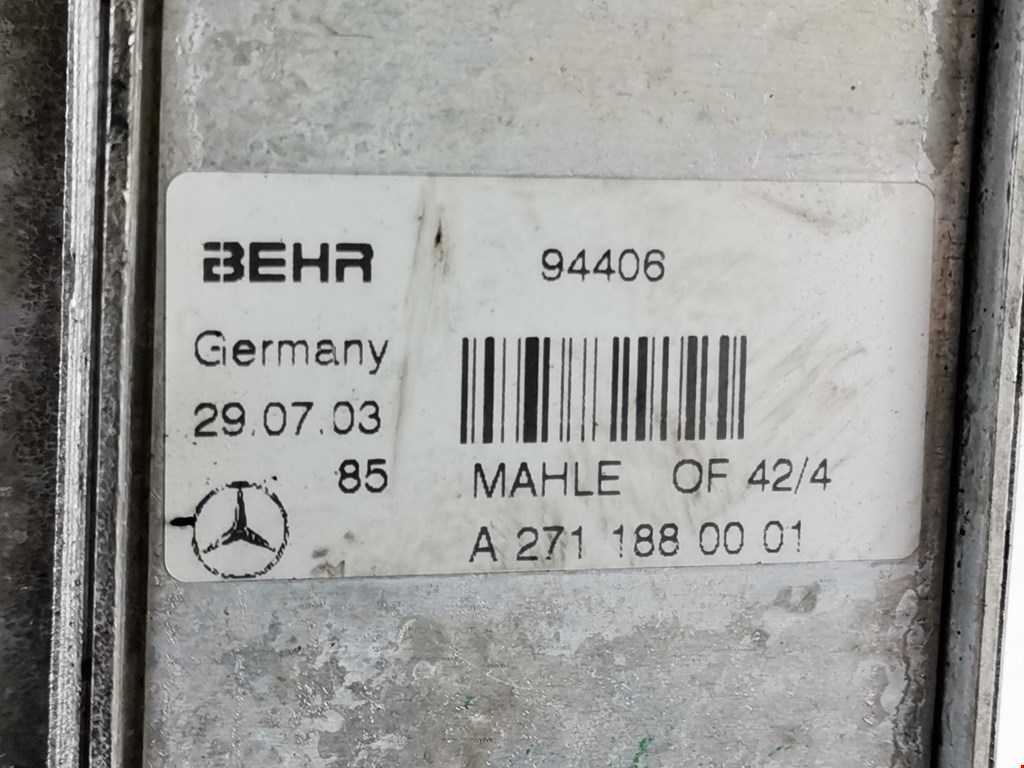 BEHR 94406
Germany
29.07.03
85
MAHLE OF 42/4
A 271 188 00 01